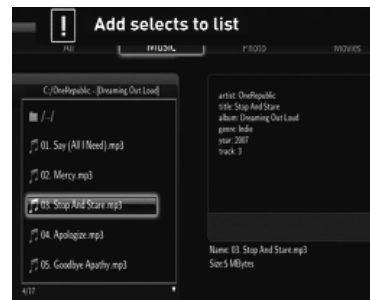 ! Add selects to list
All Music Photo Movies
C:/OneRepublic - [Dreaming Out Loud]
/../
01. Say (All I Need).mp3
02. Mercy.mp3
03. Stop And Stare.mp3
04. Apologize.mp3
05. Goodbye Apathy.mp3
4/17
artist: OneRepublic
title: Stop And Stare
album: Dreaming Out Loud
genre: Indie
year: 2007
track: 3
Name: 03. Stop And Stare.mp3
Size:5 MBytes